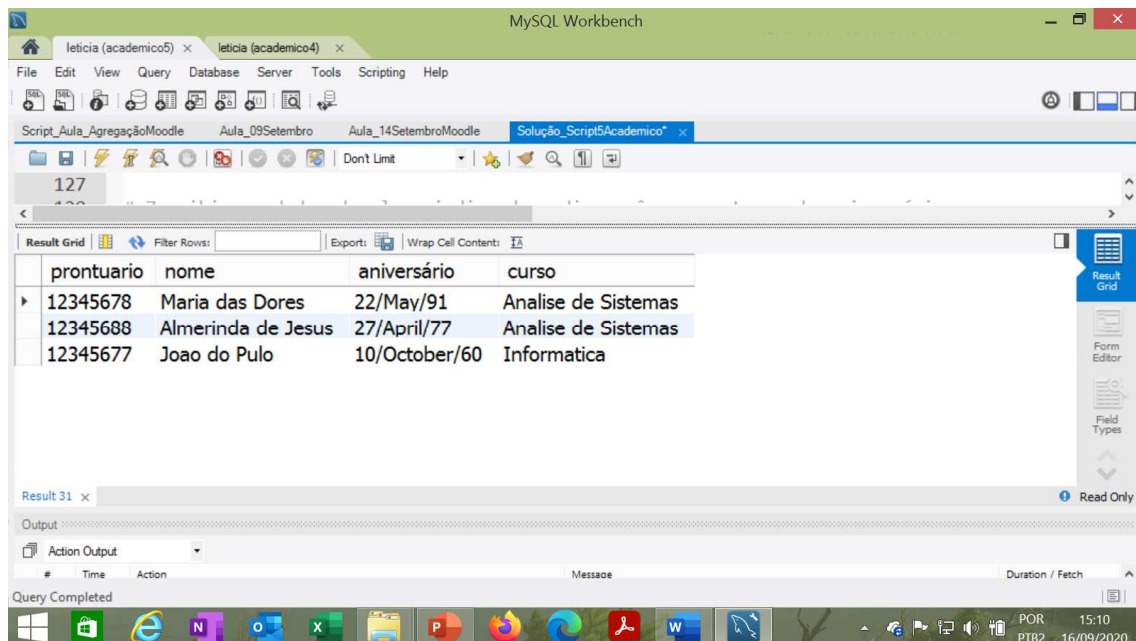 MySQL Workbench
leticia (academico5) × leticia (academico4) ×
File Edit View Query Database Server Tools Scripting Help
Script_Aula_AgregaçãoMoodle Aula_09Setembro Aula_14SetembroMoodle Solução_Script5Academico* ×
Don't Limit
127
Result Grid Filter Rows: Export: Wrap Cell Content:
prontuario nome aniversário curso
12345678 Maria das Dores 22/May/91 Analise de Sistemas
12345688 Almerinda de Jesus 27/April/77 Analise de Sistemas
12345677 Joao do Pulo 10/October/60 Informatica
Result
Grid
Form
Editor
Field
Types
Result 31 × Read Only
Output
Action Output
# Time Action Message Duration / Fetch
Query Completed
POR 15:10
PTB2 16/09/2020